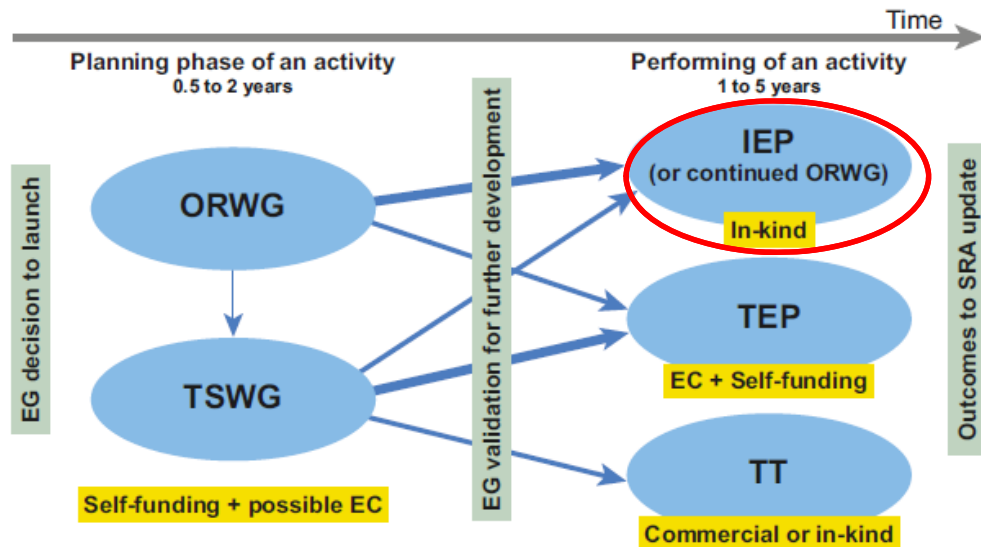 Time
Planning phase of an activity
0.5 to 2 years
Performing of an activity
1 to 5 years
EG decision to launch
ORWG
TSWG
Self-funding + possible EC
EG validation for further development
IEP
(or continued ORWG)
In-kind
TEP
EC + Self-funding
TT
Commercial or in-kind
Outcomes to SRA update